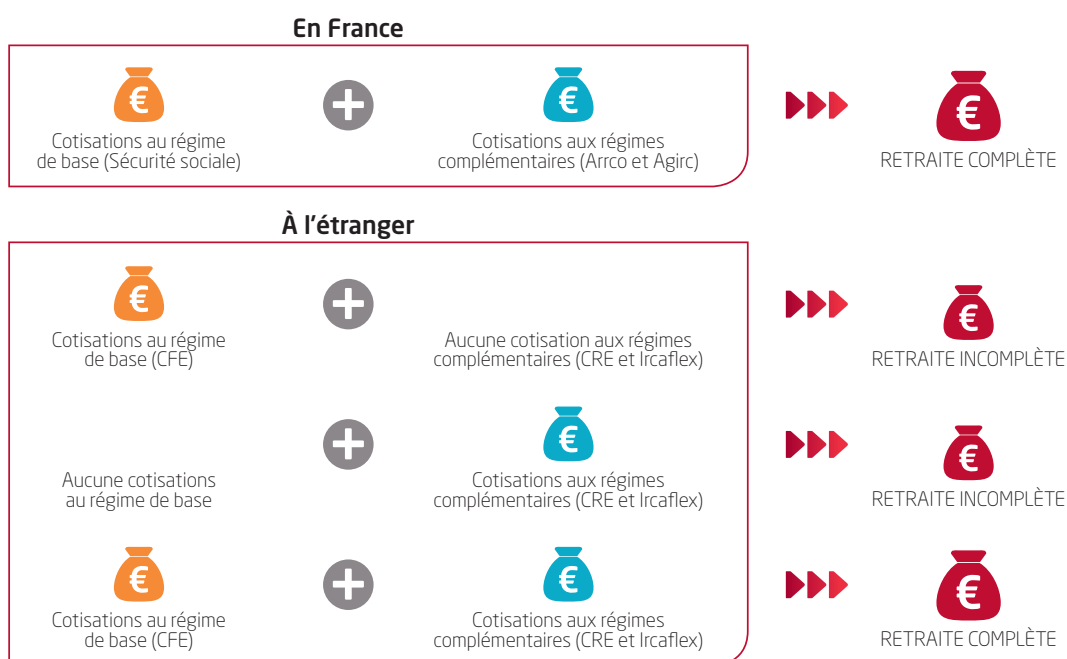 En France
€
€
€
Cotisations au régime
de base (Sécurité sociale)
Cotisations aux régimes
complémentaires (Arrco et Agirc)
RETRAITE COMPLÈTE
À l'étranger
€
€
Cotisations au régime
de base (CFE)
Aucune cotisation aux régimes
complémentaires (CRE et Ircaflex)
RETRAITE INCOMPLÈTE
€
€
Aucune cotisations
au régime de base
Cotisations aux régimes
complémentaires (CRE et Ircaflex)
RETRAITE INCOMPLÈTE
€
€
€
Cotisations au régime
de base (CFE)
Cotisations aux régimes
complémentaires (CRE et Ircaflex)
RETRAITE COMPLÈTE